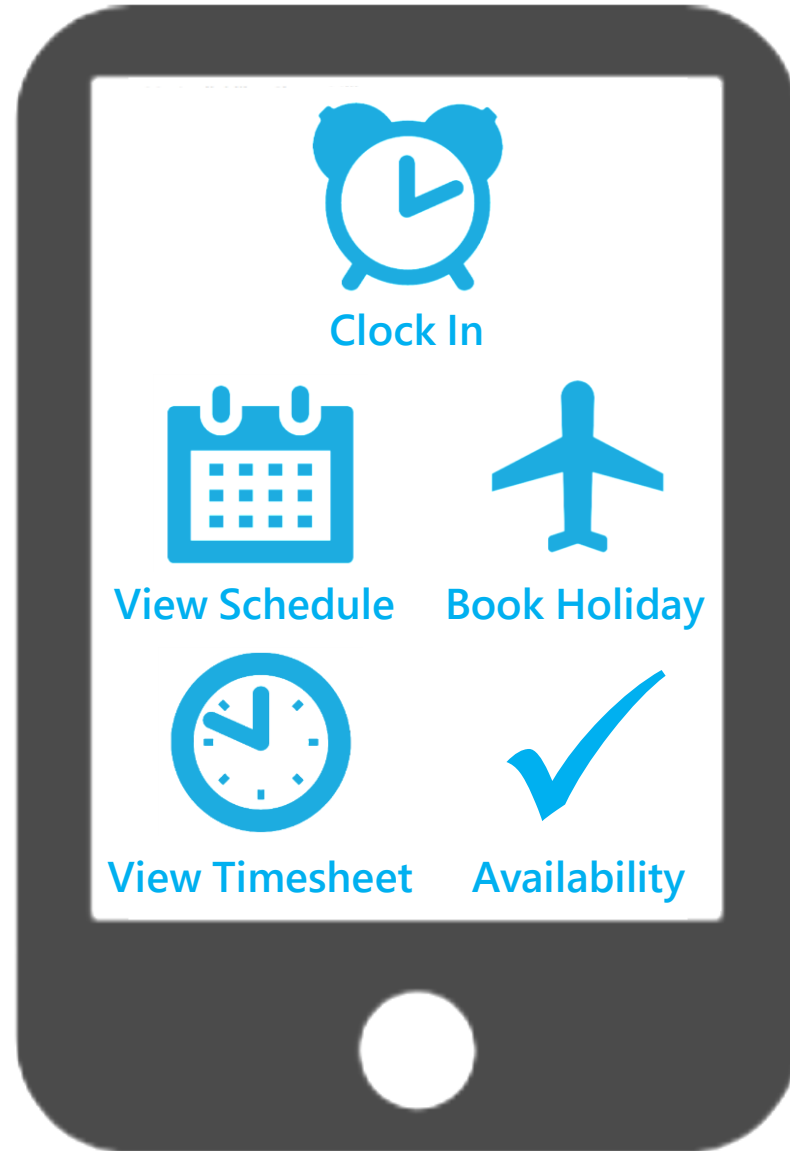 Clock In
View Schedule
Book Holiday
View Timesheet
Availability